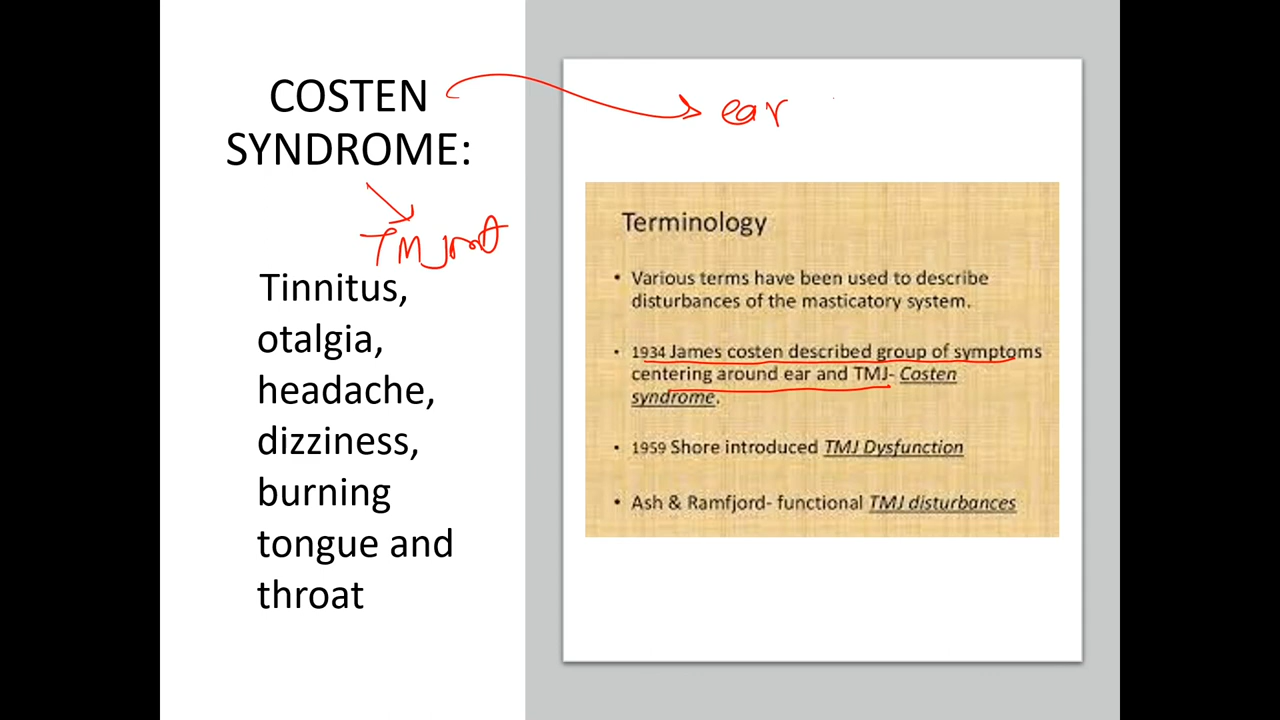 COSTEN
SYNDROME:
ear
TM joint
Tinnitus,
otalgia,
headache,
dizziness,
burning
tongue and
throat
Terminology
• Various terms have been used to describe
disturbances of the masticatory system.
• 1934 James costen described group of symptoms
centering around ear and TMJ- Costen
syndrome.
• 1959 Shore introduced TMJ Dysfunction
• Ash & Ramfjord- functional TMJ disturbances